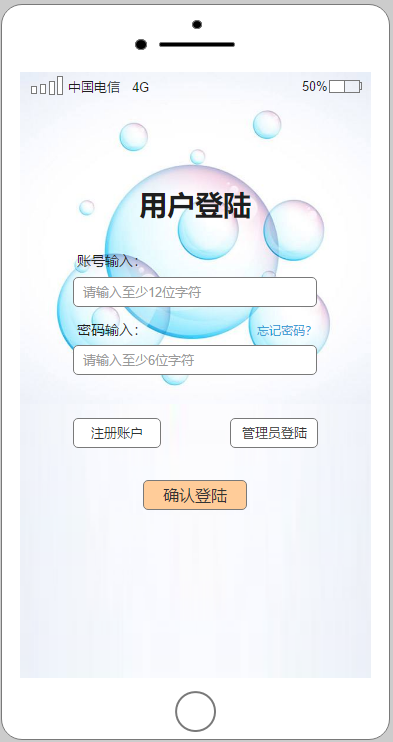 中国电信 4G 50%
用户登陆
账号输入：
请输入至少12位字符
密码输入： 忘记密码?
请输入至少6位字符
注册账户 管理员登陆
确认登陆